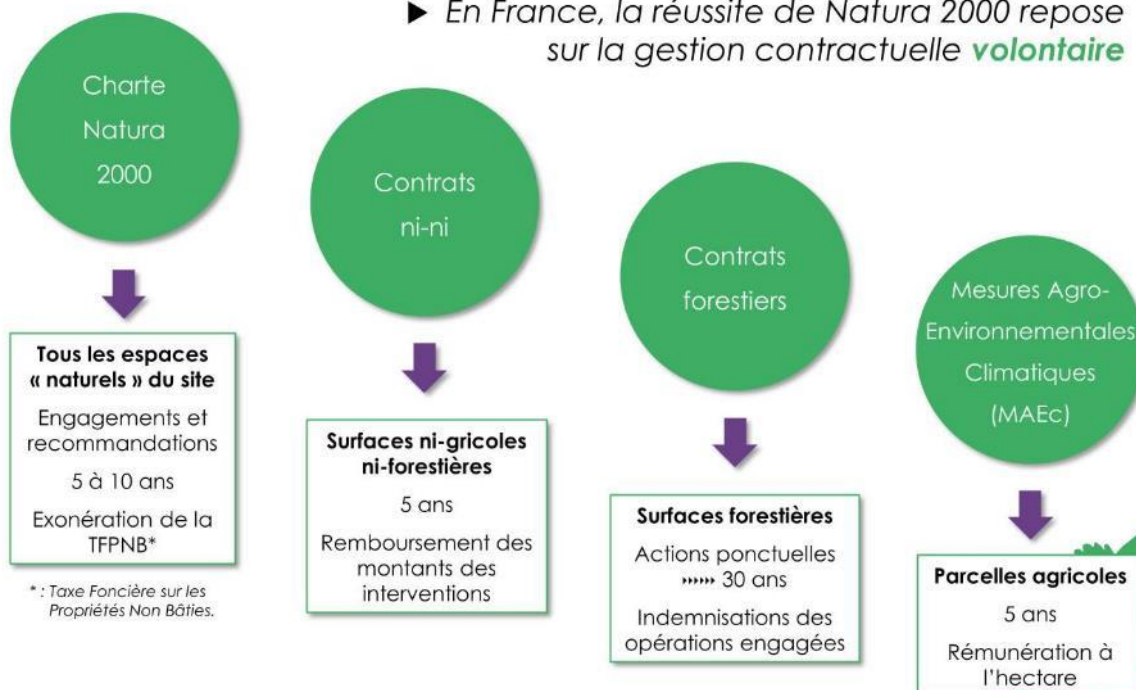 ► En France, la réussite de Natura 2000 repose
sur la gestion contractuelle volontaire
Charte
Natura
2000
Tous les espaces
« naturels » du site
Engagements et
recommandations
5 à 10 ans
Exonération de la
TFPNB*
* : Taxe Foncière sur les
Propriétés Non Bâties.
Contrats
ni-ni
Surfaces ni-gricoles
ni-forestières
5 ans
Remboursement des
montants des
interventions
Contrats
forestiers
Surfaces forestières
Actions ponctuelles
»»»» 30 ans
Indemnisations des
opérations engagées
Mesures Agro-
Environnementales
Climatiques
(MAEc)
Parcelles agricoles
5 ans
Rémunération à
l'hectare